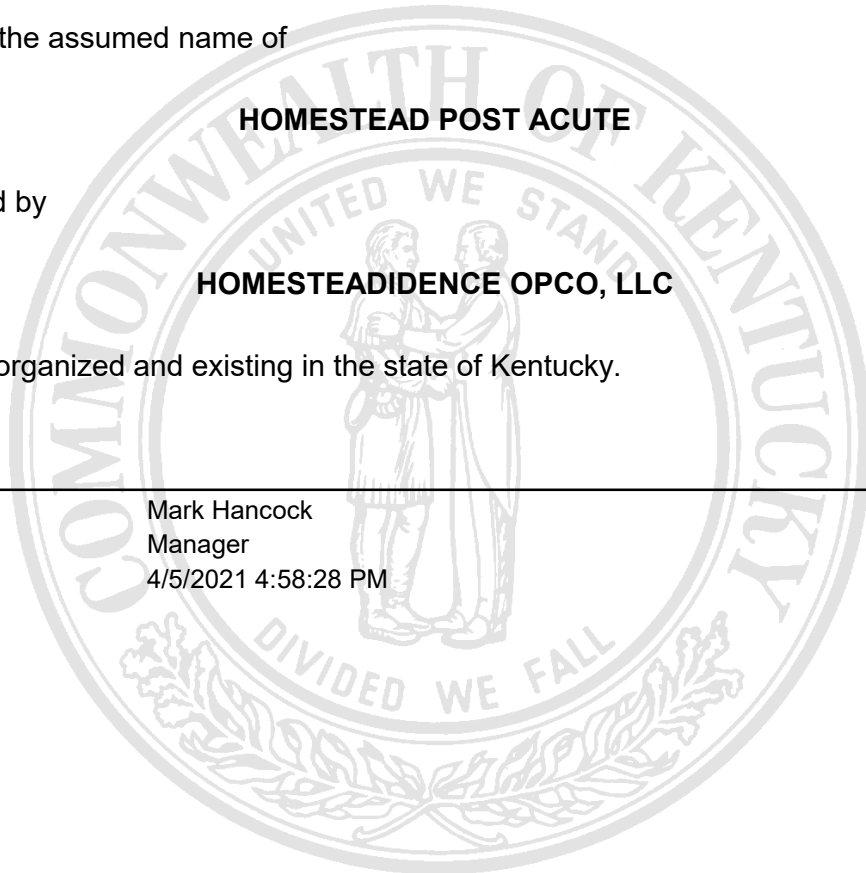 the assumed name of
HOMESTEAD POST ACUTE
d by
HOMESTEADIDENCE OPCO, LLC
organized and existing in the state of Kentucky.
Mark Hancock
Manager
4/5/2021 4:58:28 PM
COMMONWEALTH OF KENTUCKY
UNITED WE STAND
DIVIDED WE FALL